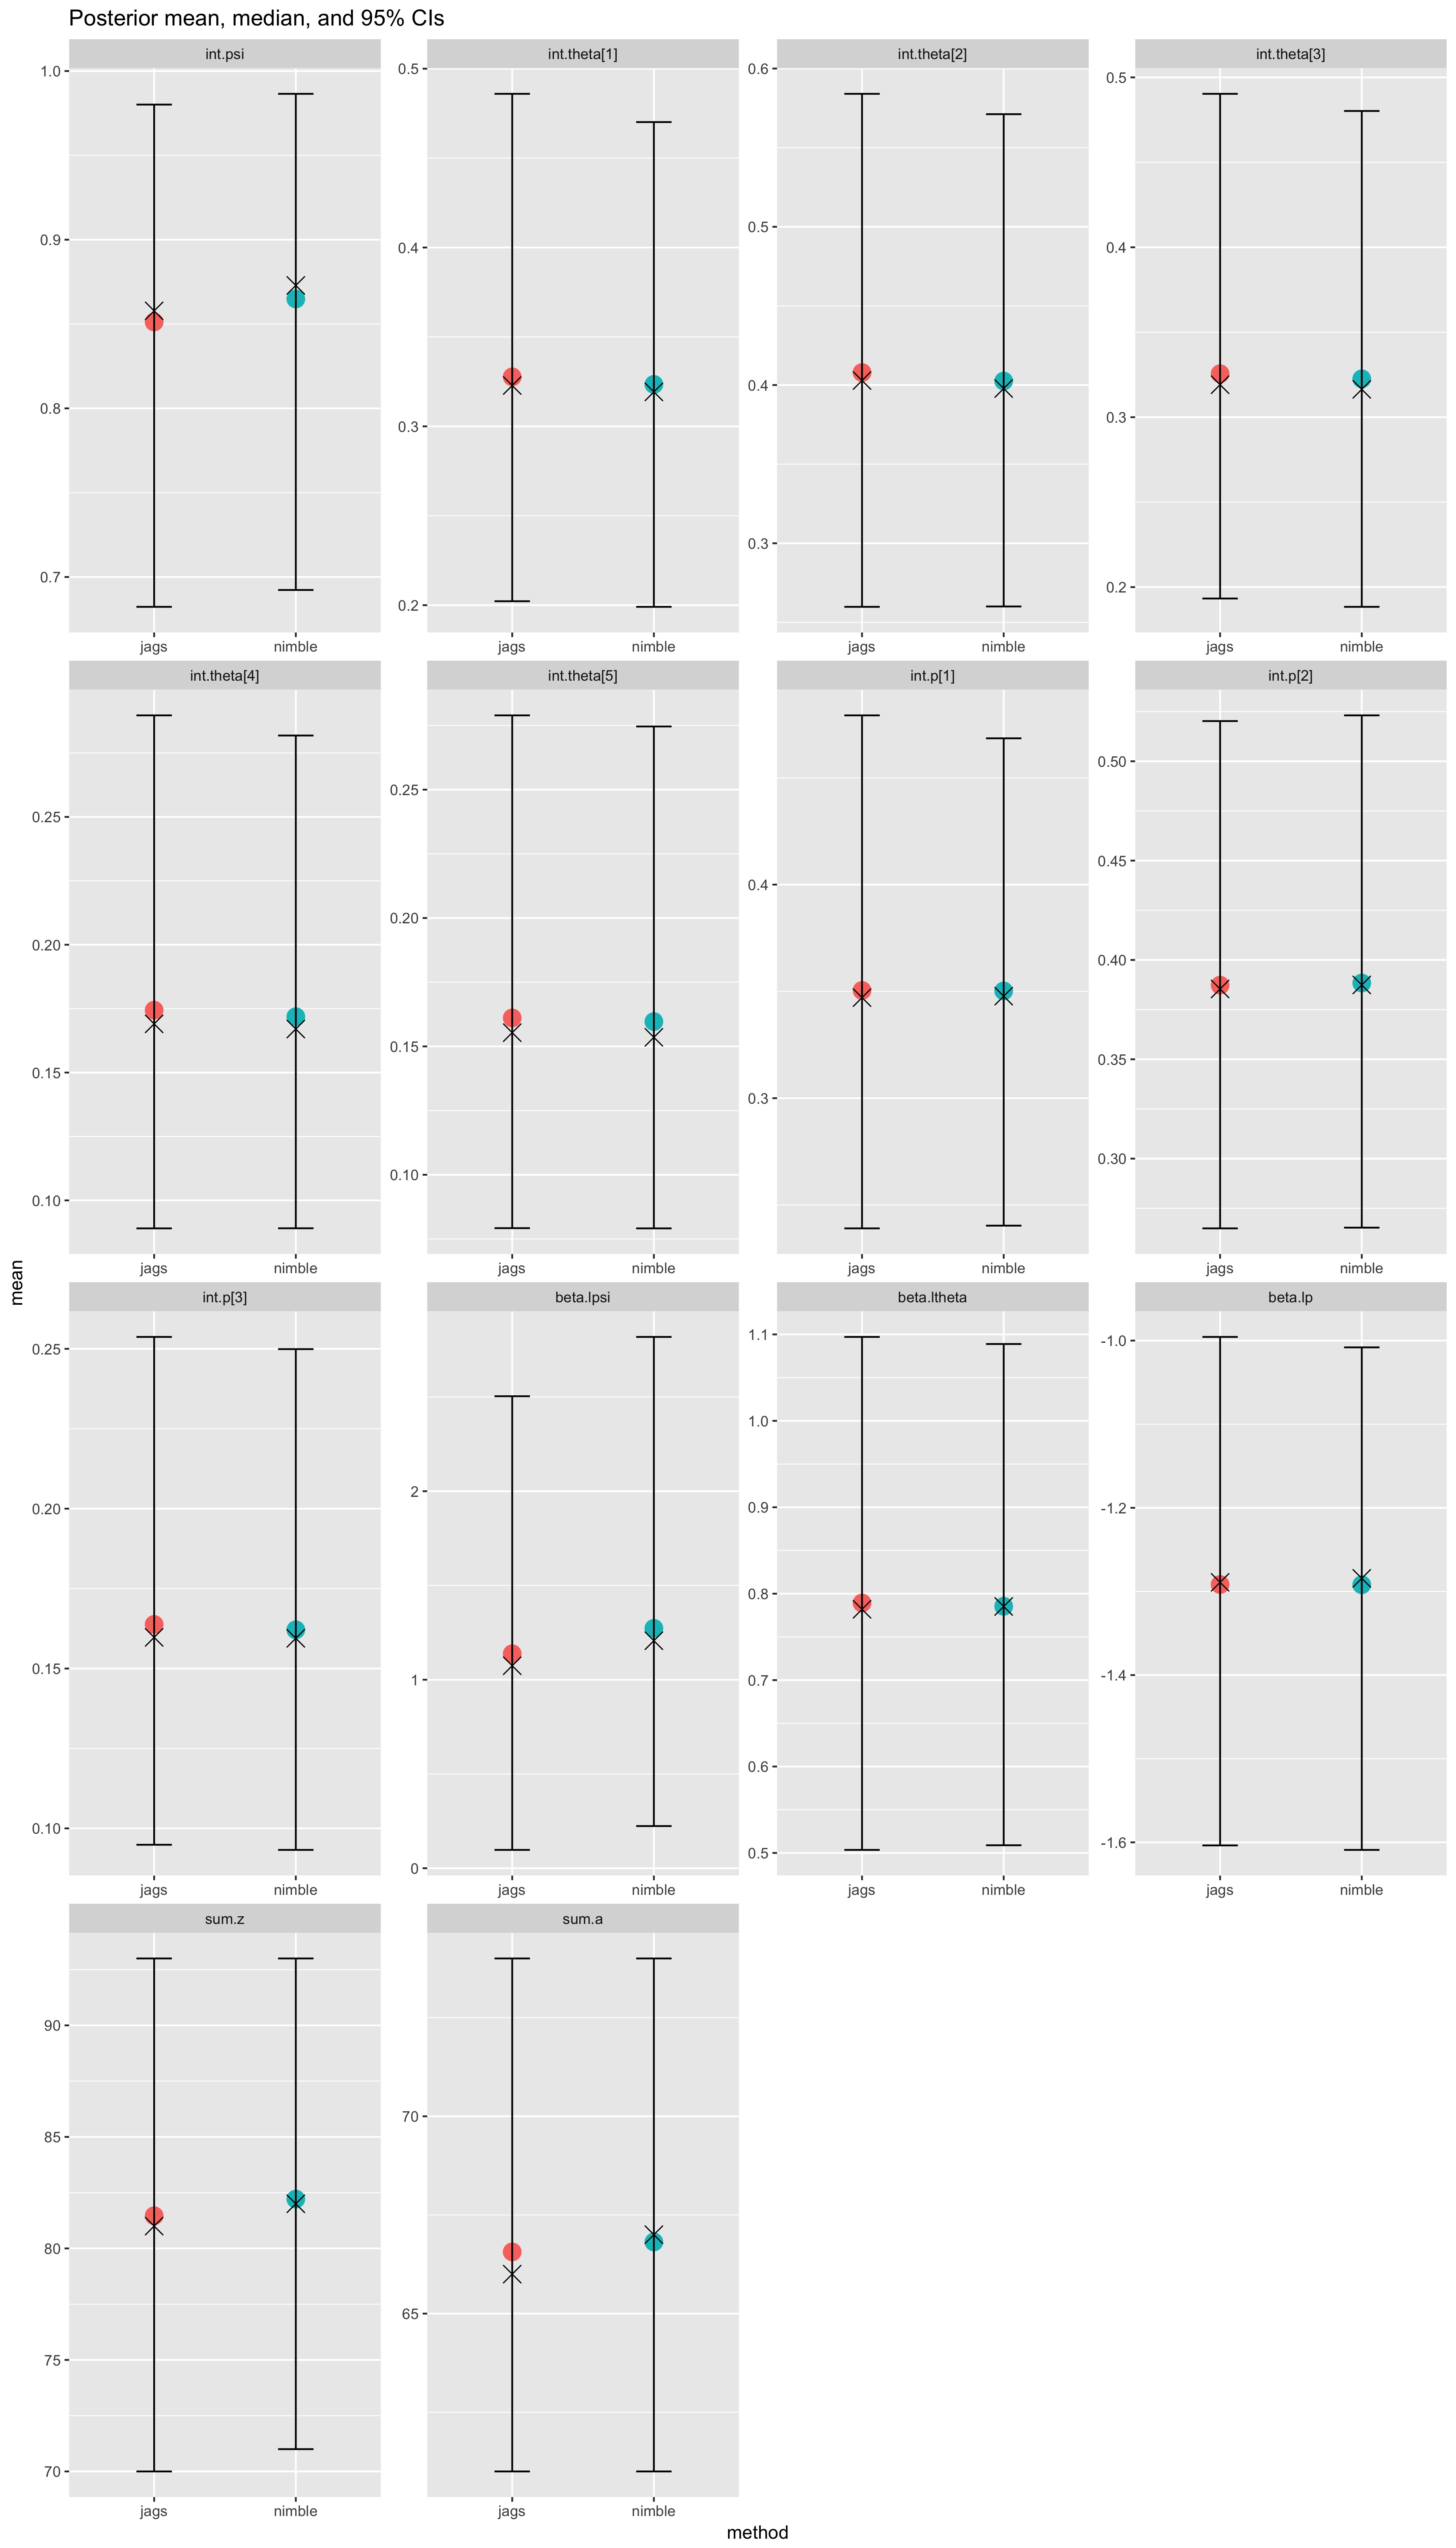 Posterior mean, median, and 95% CIs
int.psi
int.theta[1]
int.theta[2]
int.theta[3]
1.0
0.9
0.8
0.7
0.5
0.4
0.3
0.2
0.6
0.5
0.4
0.3
0.5
0.4
0.3
0.2
jags nimble
jags nimble
jags nimble
jags nimble
int.theta[4]
int.theta[5]
int.p[1]
int.p[2]
0.25
0.20
0.15
0.10
0.25
0.20
0.15
0.10
0.4
0.3
0.50
0.45
0.40
0.35
0.30
jags nimble
jags nimble
jags nimble
jags nimble
mean
int.p[3]
beta.lpsi
beta.ltheta
beta.lp
0.25
0.20
0.15
0.10
2
1
0
1.1
1.0
0.9
0.8
0.7
0.6
0.5
-1.0
-1.2
-1.4
-1.6
jags nimble
jags nimble
jags nimble
jags nimble
sum.z
sum.a
90
85
80
75
70
70
65
jags nimble
jags nimble
method